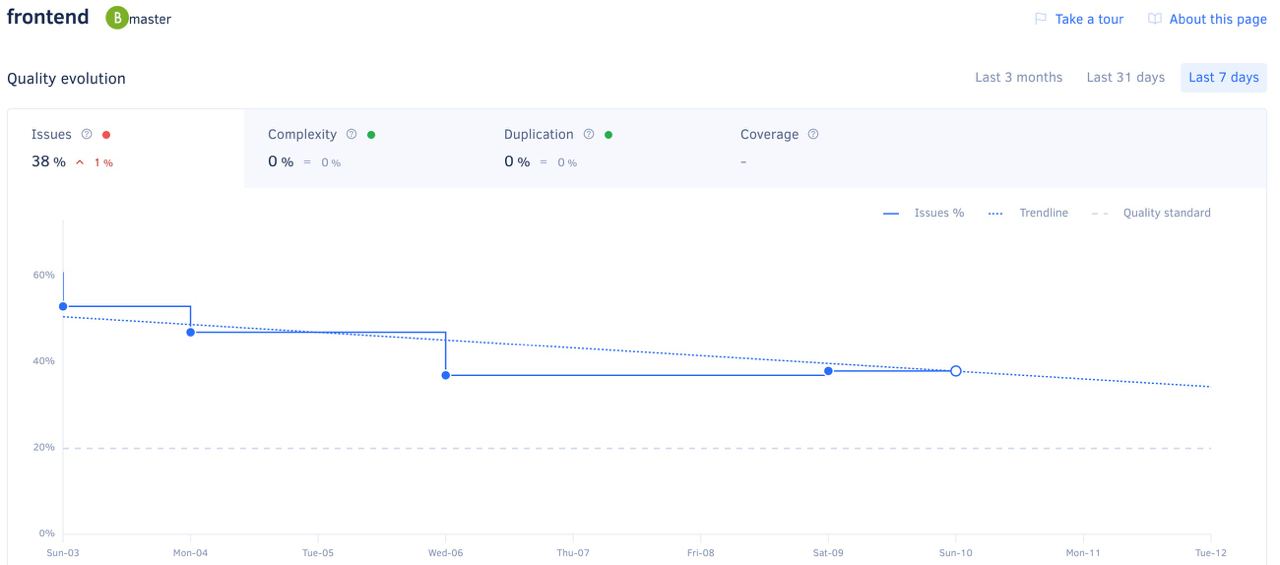 frontend B master Take a tour About this page
Quality evolution Last 3 months Last 31 days Last 7 days
Issues Complexity Duplication Coverage
38 % 1 % 0 % = 0 % 0 % = 0 % -
Issues % Trendline Quality standard
60%
40%
20%
0%
Sun-03 Mon-04 Tue-05 Wed-06 Thu-07 Fri-08 Sat-09 Sun-10 Mon-11 Tue-12